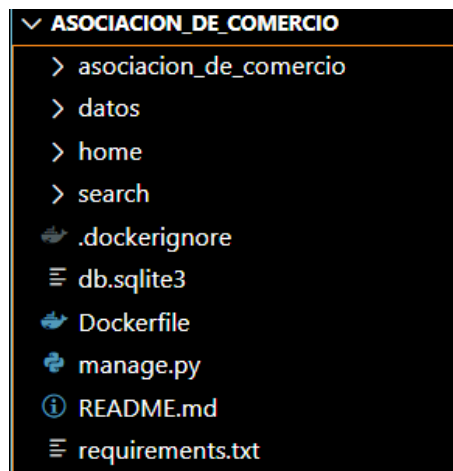 ASOCIACION_DE_COMERCIO
asociacion_de_comercio
datos
home
search
.dockerignore
db.sqlite3
Dockerfile
manage.py
README.md
requirements.txt